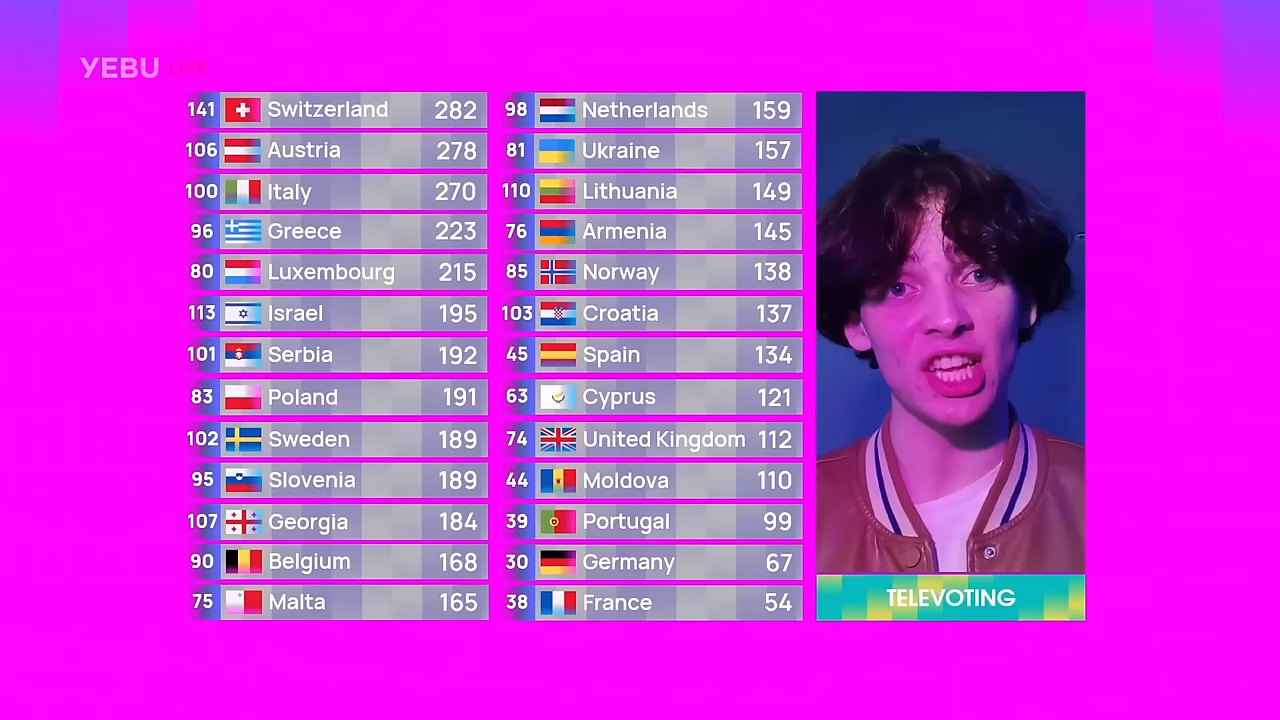 YEBU LIVE
141 Switzerland 282
106 Austria 278
100 Italy 270
96 Greece 223
80 Luxembourg 215
113 Israel 195
101 Serbia 192
83 Poland 191
102 Sweden 189
95 Slovenia 189
107 Georgia 184
90 Belgium 168
75 Malta 165
98 Netherlands 159
81 Ukraine 157
110 Lithuania 149
76 Armenia 145
85 Norway 138
103 Croatia 137
45 Spain 134
63 Cyprus 121
74 United Kingdom 112
44 Moldova 110
39 Portugal 99
30 Germany 67
38 France 54
TELEVOTING